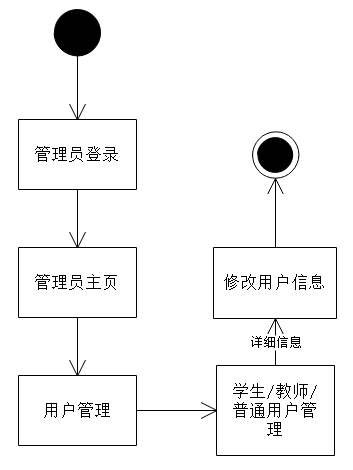 管理员登录
管理员主页
用户管理
学生/教师/
普通用户管
理
详细信息
修改用户信息